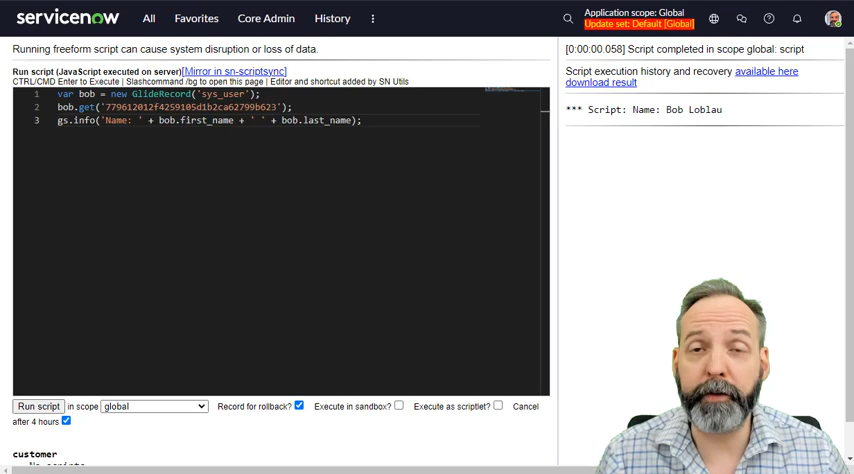 servicenow All Favorites Core Admin History Application scope: Global
Update set: Default [Global]
Running freeform script can cause system disruption or loss of data.
Run script (JavaScript executed on server)[Mirror in sn-scriptsync]
CTRL/CMD Enter to Execute | Slashcommand /bg to open this page | Editor and shortcut added by SN Utils
1 var bob = new GlideRecord('sys_user');
2 bob.get('779612012f4259105d1b2ca62799b623');
3 gs.info('Name: ' + bob.first_name + ' ' + bob.last_name);
Run script in scope global Record for rollback? Execute in sandbox? Execute as scriptlet? Cancel
after 4 hours
customer
- No scripts
[0:00:00.058] Script completed in scope global: script
Script execution history and recovery available here
download result
*** Script: Name: Bob Loblau